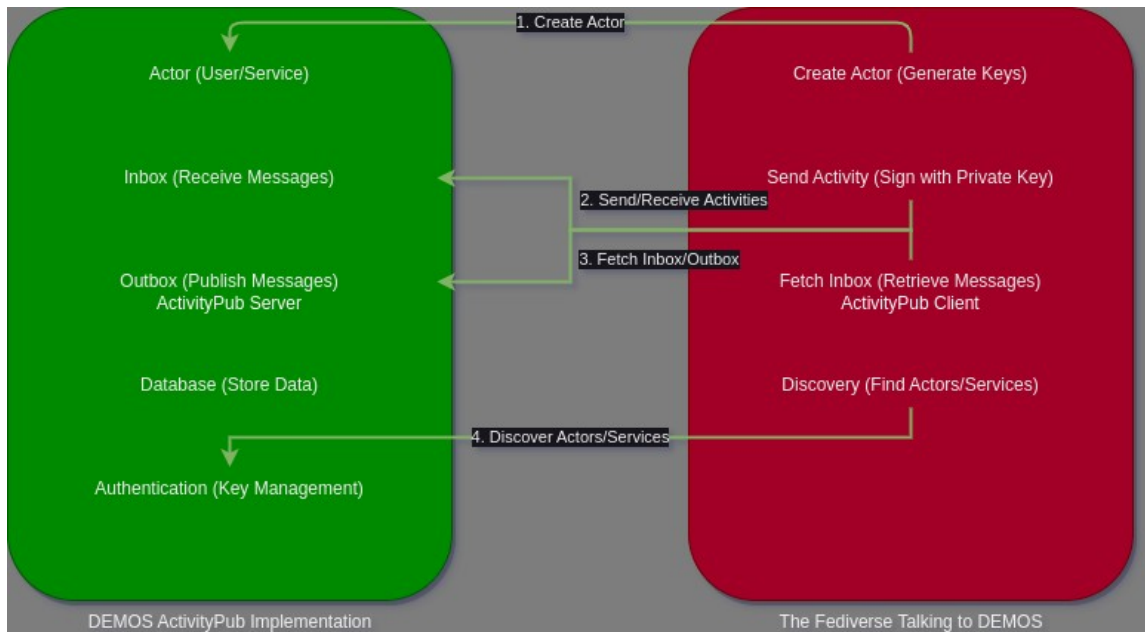 1. Create Actor
Actor (User/Service)
Create Actor (Generate Keys)
Inbox (Receive Messages)
Send Activity (Sign with Private Key)
2. Send/Receive Activities
3. Fetch Inbox/Outbox
Outbox (Publish Messages)
ActivityPub Server
Fetch Inbox (Retrieve Messages)
ActivityPub Client
Database (Store Data)
Discovery (Find Actors/Services)
4. Discover Actors/Services
Authentication (Key Management)
DEMOS ActivityPub Implementation
The Fediverse Talking to DEMOS